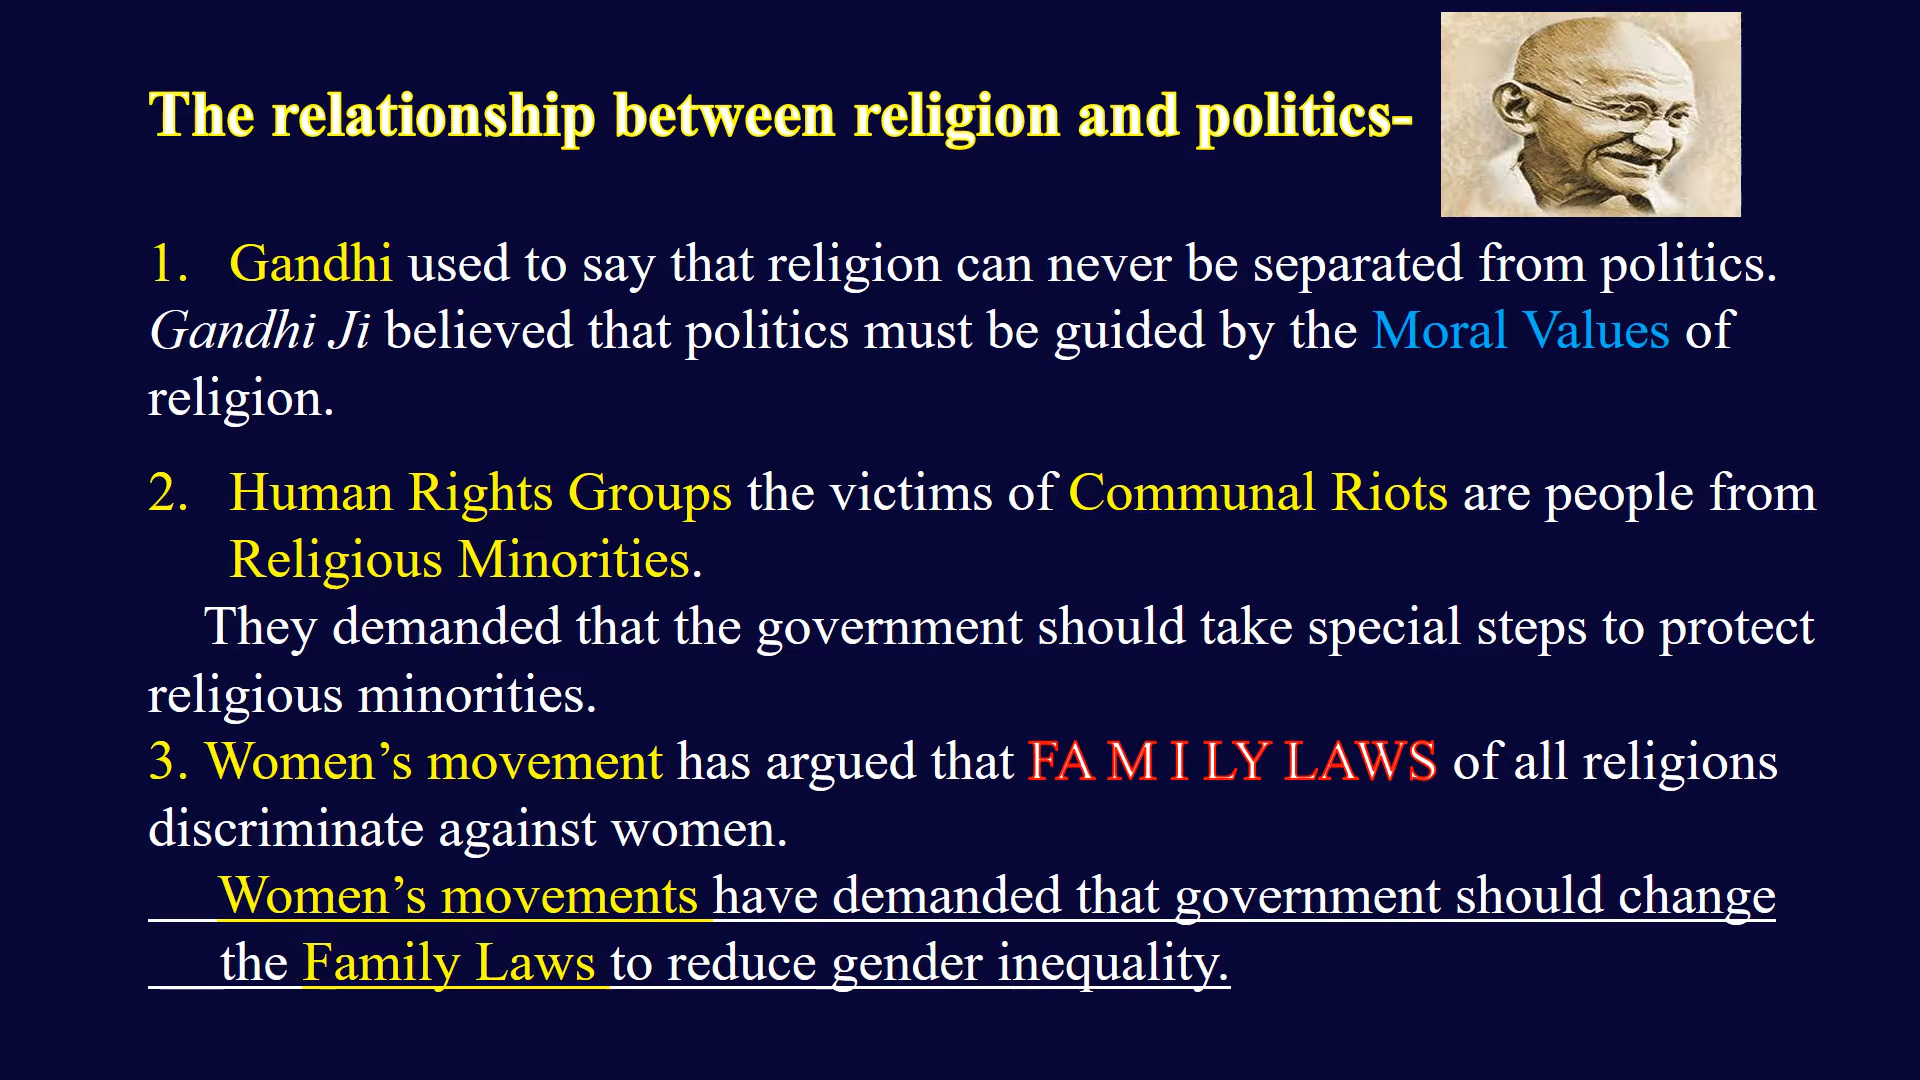 The relationship between religion and politics-
1. Gandhi used to say that religion can never be separated from politics.
Gandhi Ji believed that politics must be guided by the Moral Values of
religion.
2. Human Rights Groups the victims of Communal Riots are people from
Religious Minorities.
They demanded that the government should take special steps to protect
religious minorities.
3. Women’s movement has argued that FA M I LY LAWS of all religions
discriminate against women.
Women’s movements have demanded that government should change
the Family Laws to reduce gender inequality.